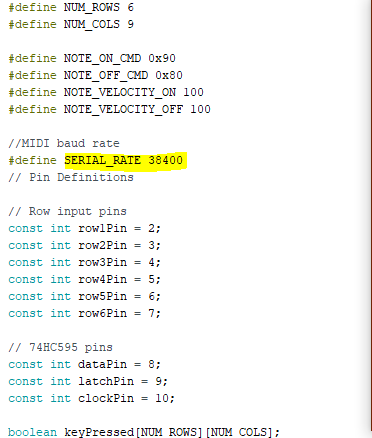 #define NUM_ROWS 6
#define NUM_COLS 9
#define NOTE_ON_CMD 0x90
#define NOTE_OFF_CMD 0x80
#define NOTE_VELOCITY_ON 100
#define NOTE_VELOCITY_OFF 100
//MIDI baud rate
#define SERIAL_RATE 38400
// Pin Definitions
// Row input pins
const int row1Pin = 2;
const int row2Pin = 3;
const int row3Pin = 4;
const int row4Pin = 5;
const int row5Pin = 6;
const int row6Pin = 7;
// 74HC595 pins
const int dataPin = 8;
const int latchPin = 9;
const int clockPin = 10;
boolean keyPressed[NUM_ROWS][NUM_COLS];